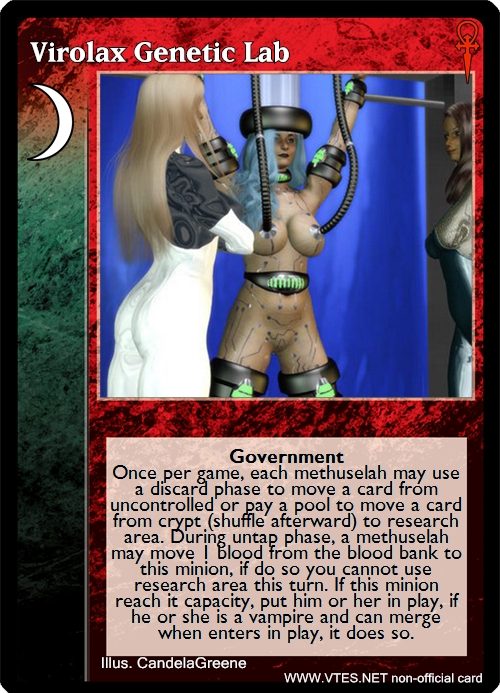 Virolax Genetic Lab
Government
Once per game, each methuselah may use
a discard phase to move a card from
uncontrolled or pay a pool to move a card
from crypt (shuffle afterward) to research
area. During untap phase, a methuselah
may move 1 blood from the blood bank to
this minion, if do so you cannot use
research area this turn. If this minion
reach it capacity, put him or her in play, if
he or she is a vampire and can merge
when enters in play, it does so.
Illus. CandelaGreene
WWW.VTES.NET non-official card